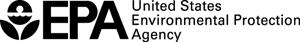 EPA United States
Environmental Protection
Agency